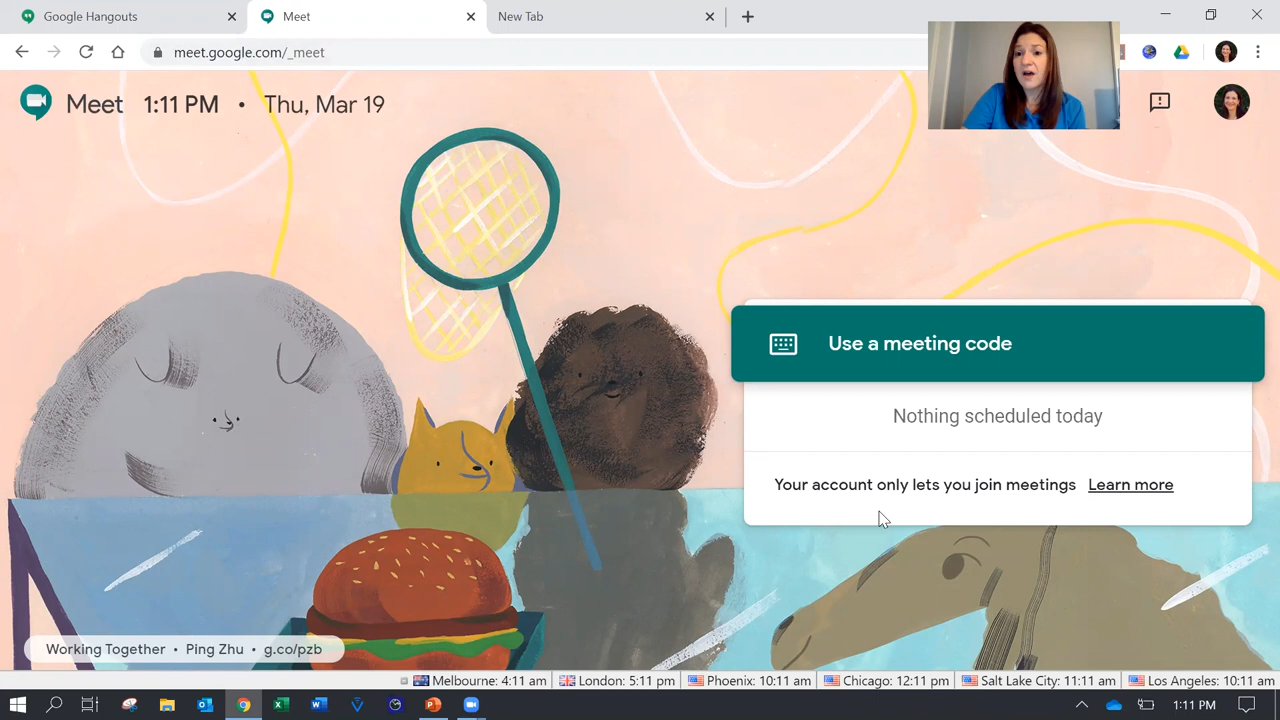 Google Hangouts
Meet
New Tab
meet.google.com/_meet
Meet 1:11 PM • Thu, Mar 19
Use a meeting code
Nothing scheduled today
Your account only lets you join meetings Learn more
Working Together • Ping Zhu • g.co/pzb
Melbourne: 4:11 am
London: 5:11 pm
Phoenix: 10:11 am
Chicago: 12:11 pm
Salt Lake City: 11:11 am
Los Angeles: 10:11 am
1:11 PM